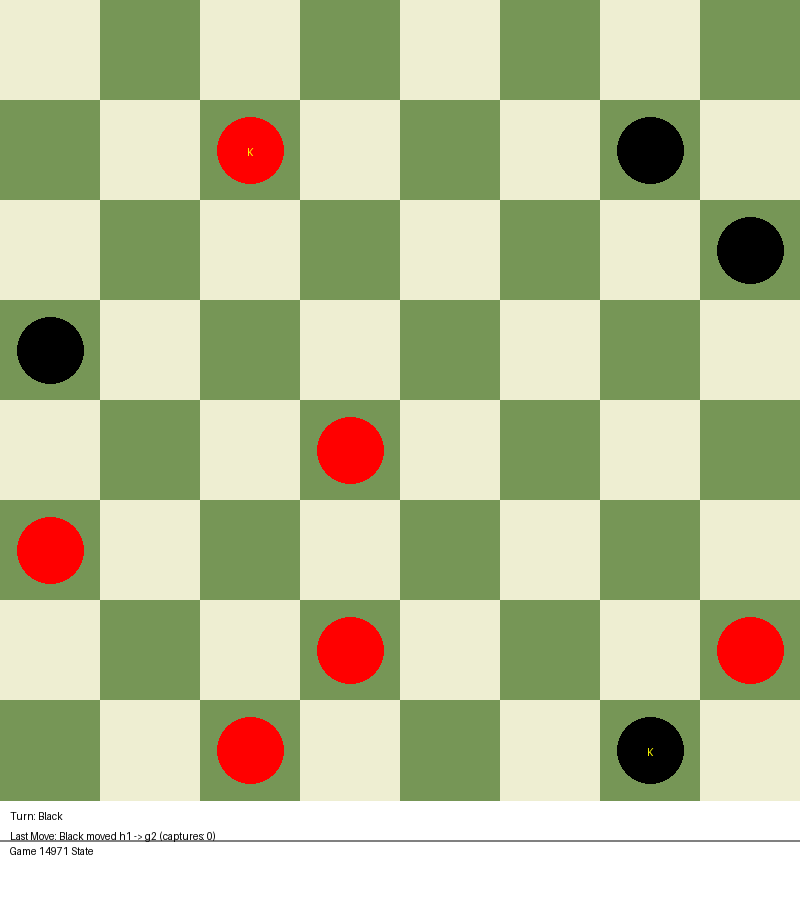 K
K
Turn: Black
Last Move: Black moved h1 -> g2 (captures: 0)
Game 14971 State